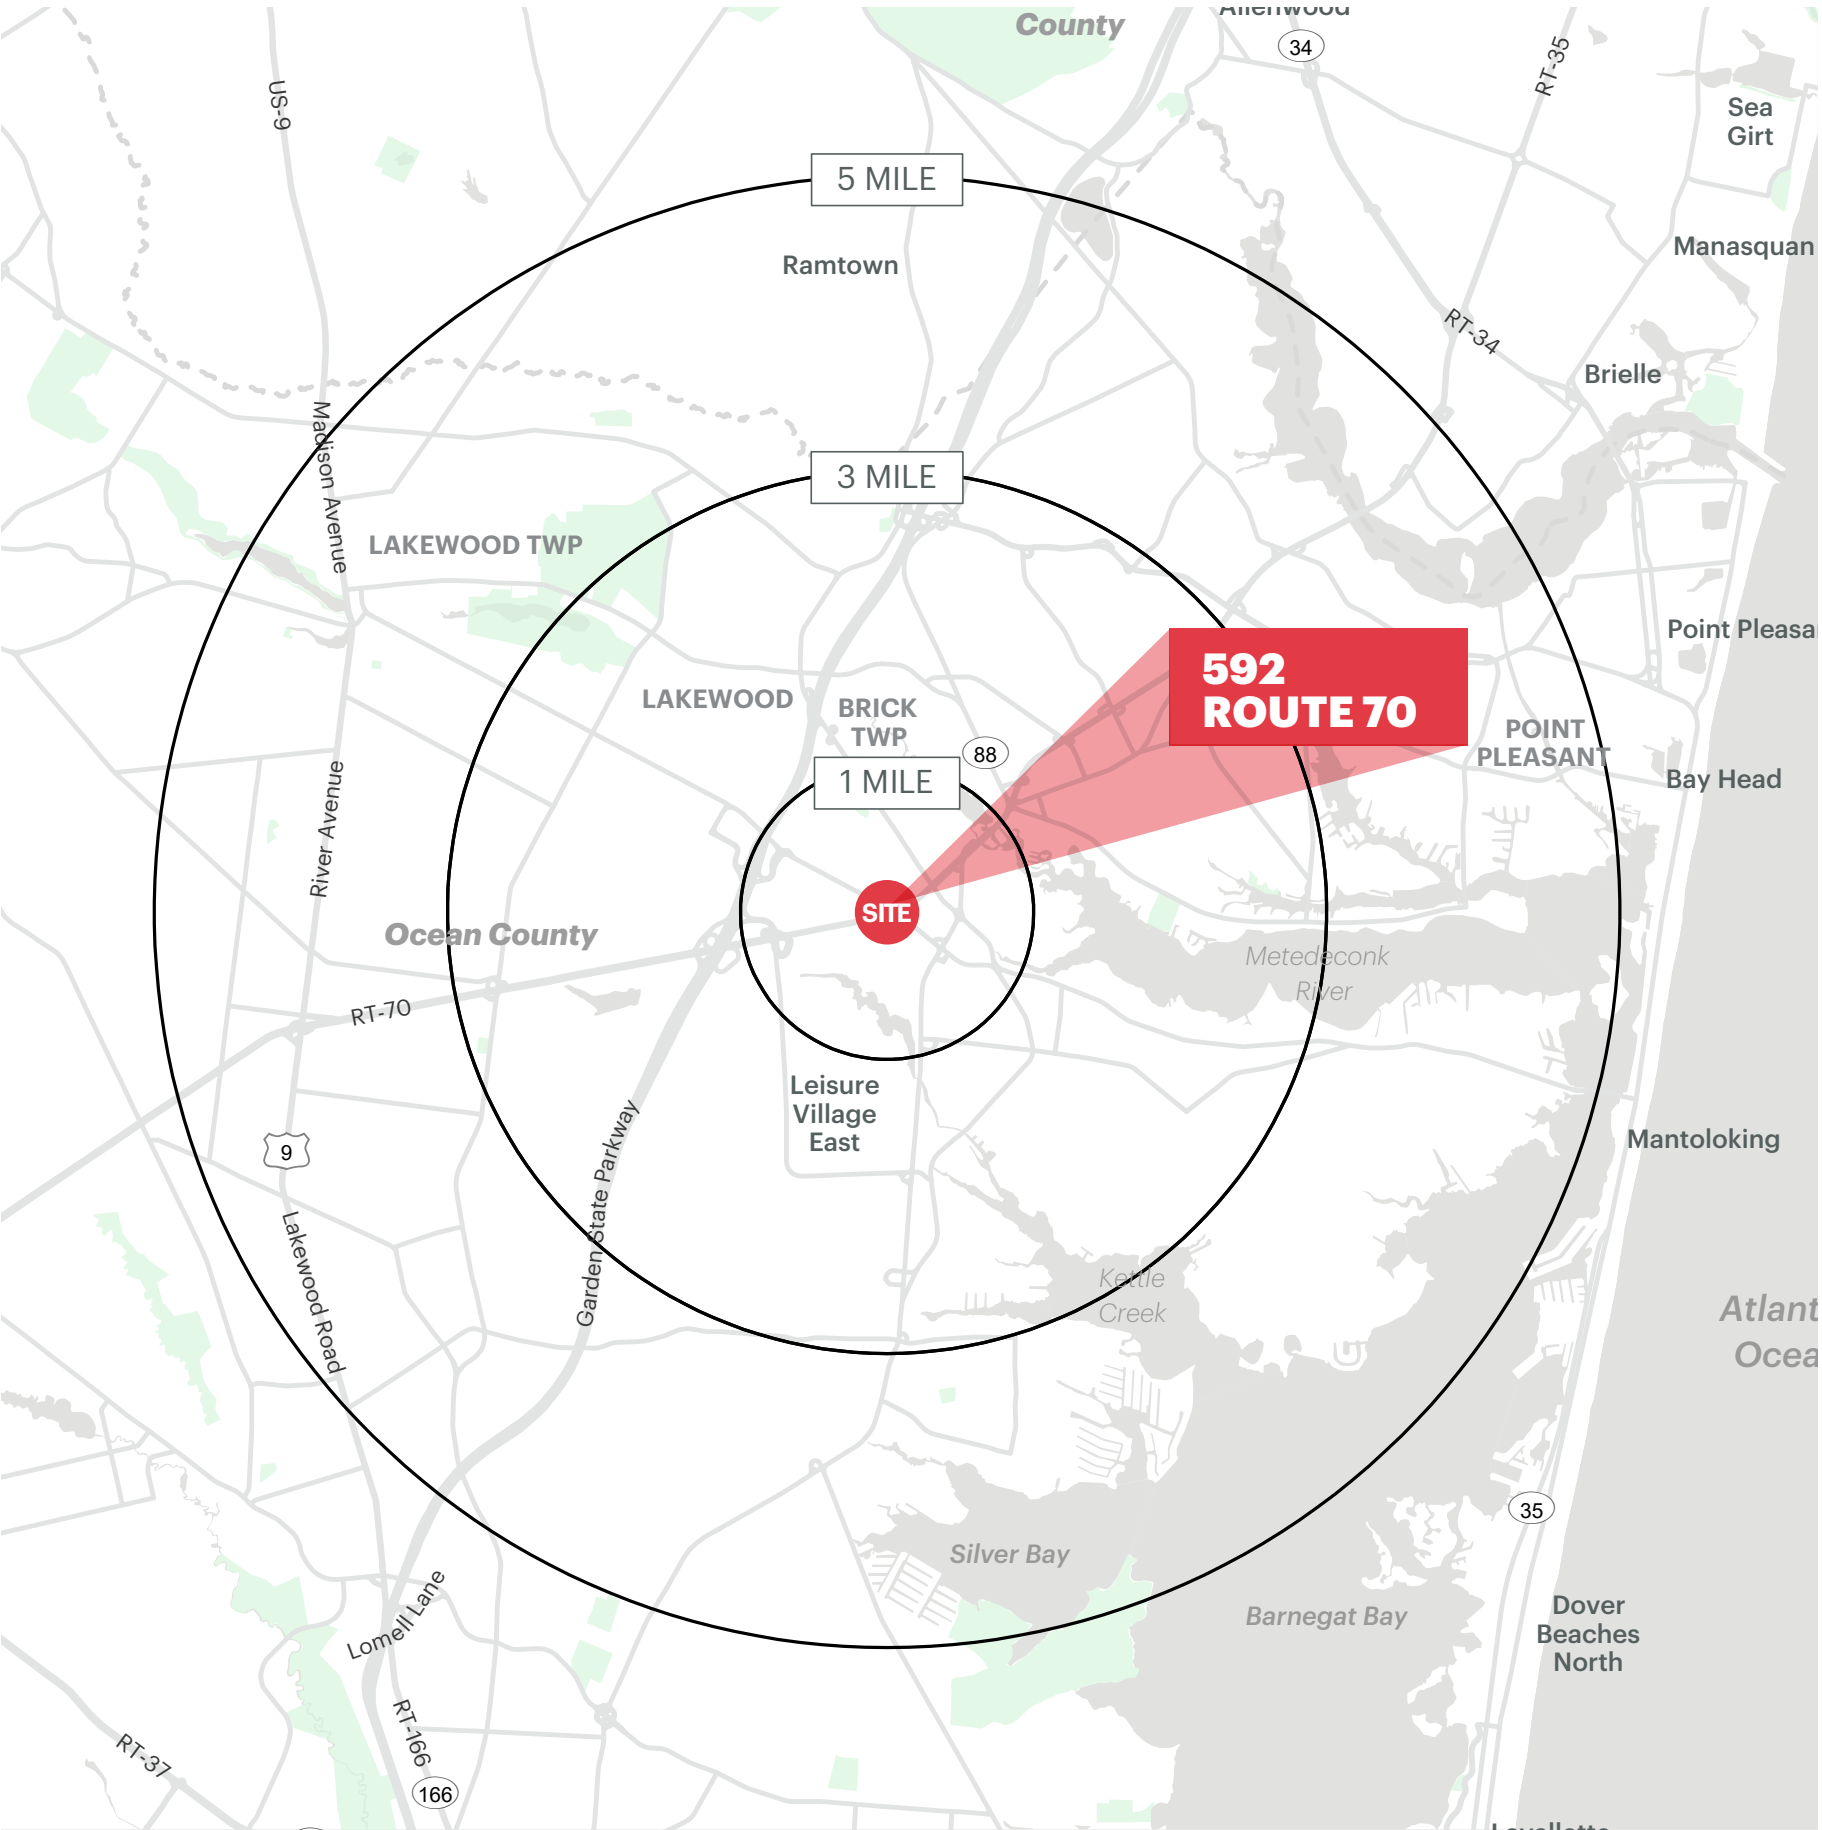 County
Allenwood
34
RT-35
US-9
Sea
Girt
5 MILE
Manasquan
Ramtown
RT-34
Brielle
Madison Avenue
3 MILE
LAKEWOOD TWP
Point Pleasa
592
ROUTE 70
LAKEWOOD
BRICK
TWP
88
POINT
PLEASANT
1 MILE
Bay Head
River Avenue
SITE
Ocean County
Metedeconk
River
RT-70
Leisure
Village
East
Garden State Parkway
9
Mantoloking
Lakewood Road
Kettle
Creek
Atlant
Ocea
35
Silver Bay
Lomell Lane
Barnegat Bay
Dover
Beaches
North
RT-166
RT-37
166